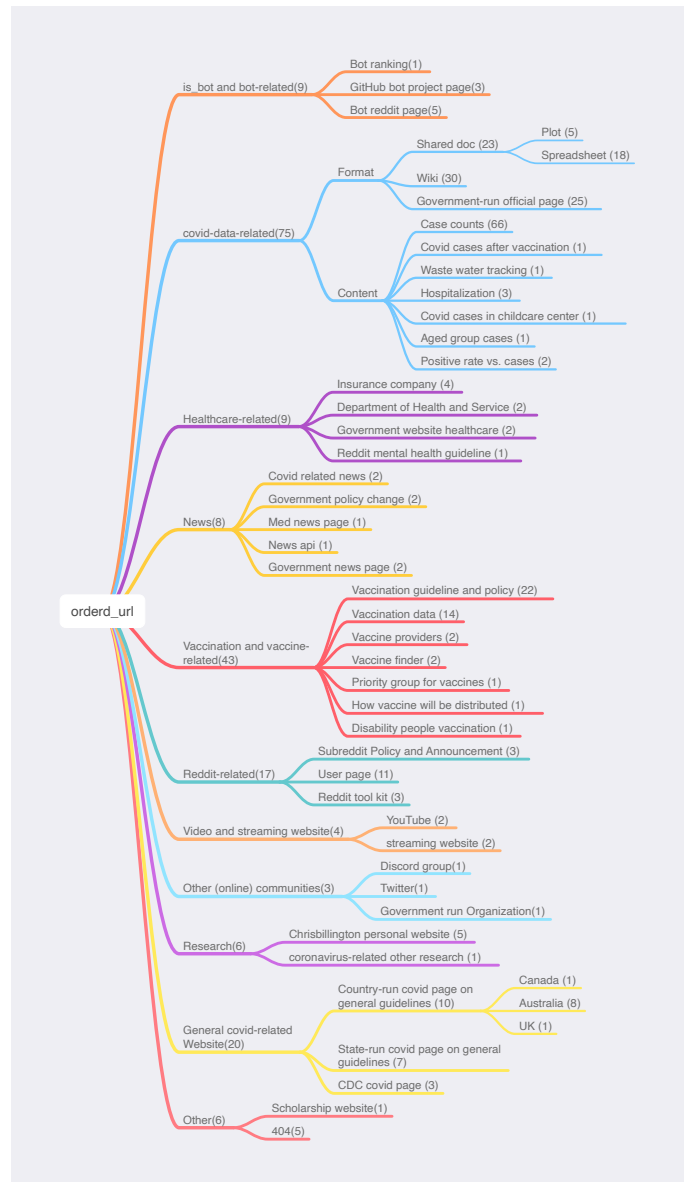 Bot ranking(1)
is_bot and bot-related(9)
GitHub bot project page(3)
Bot reddit page(5)
Plot (5)
Shared doc (23)
Spreadsheet (18)
Format
Wiki (30)
Government-run official page (25)
covid-data-related(75)
Case counts (66)
Covid cases after vaccination (1)
Waste water tracking (1)
Content
Hospitalization (3)
Covid cases in childcare center (1)
Aged group cases (1)
Positive rate vs. cases (2)
Insurance company (4)
Department of Health and Service (2)
Healthcare-related(9)
Government website healthcare (2)
Reddit mental health guideline (1)
Covid related news (2)
Government policy change (2)
News(8)
Med news page (1)
News api (1)
Government news page (2)
orderd_url
Vaccination guideline and policy (22)
Vaccination data (14)
Vaccine providers (2)
Vaccination and vaccine-
related(43)
Vaccine finder (2)
Priority group for vaccines (1)
How vaccine will be distributed (1)
Disability people vaccination (1)
Subreddit Policy and Announcement (3)
Reddit-related(17)
User page (11)
Reddit tool kit (3)
YouTube (2)
Video and streaming website(4)
streaming website (2)
Discord group(1)
Other (online) communities(3)
Twitter(1)
Government run Organization(1)
Chrisbillington personal website (5)
Research(6)
coronavirus-related other research (1)
Canada (1)
Country-run covid page on
general guidelines (10)
Australia (8)
UK (1)
General covid-related
Website(20)
State-run covid page on general
guidelines (7)
CDC covid page (3)
Scholarship website(1)
Other(6)
404(5)